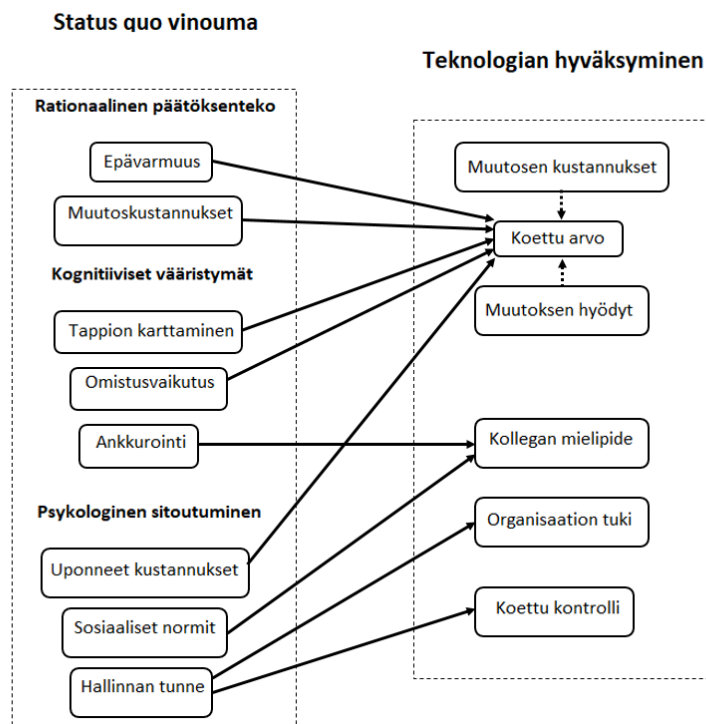 Status quo vinouma
Teknologian hyväksyminen
Rationaalinen päätöksenteko
Epävarmuus
Muutoskustannukset
Kognitiiviset vääristymät
Tappion karttaminen
Omistusvaikutus
Ankkurointi
Psykologinen sitoutuminen
Uponneet kustannukset
Sosiaaliset normit
Hallinnan tunne
Muutosen kustannukset
Koettu arvo
Muutoksen hyödyt
Kollegan mielipide
Organisaation tuki
Koettu kontrolli